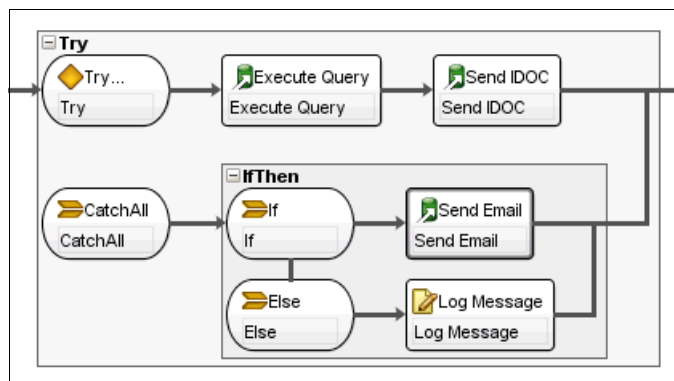 Try
Try...
Try
Execute Query
Execute Query
Send IDOC
Send IDOC
CatchAll
CatchAll
IfThen
If
If
Send Email
Send Email
Else
Else
Log Message
Log Message